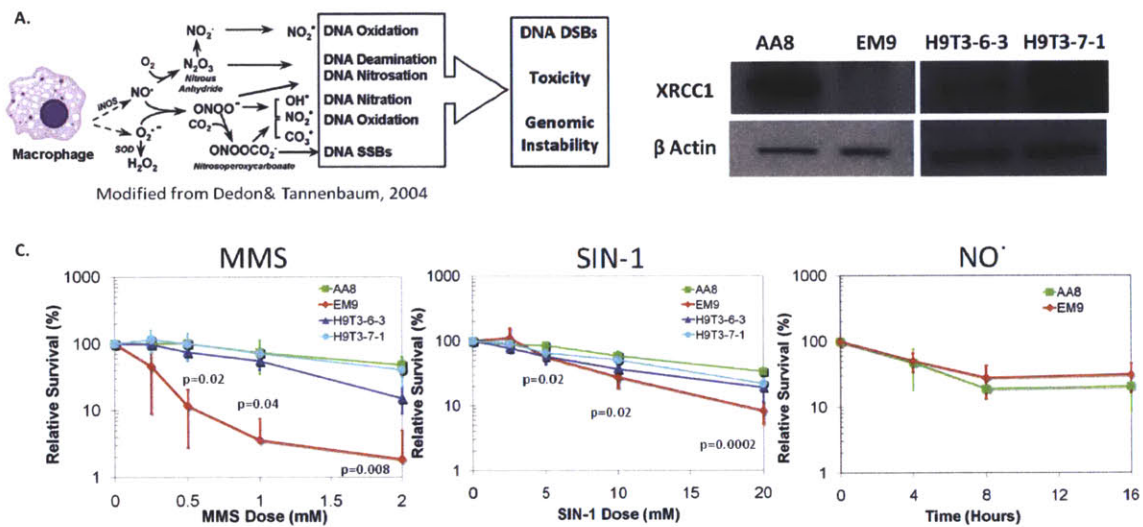 A.
NO₂⁻
NO₂•
DNA Oxidation
O₂
N₂O₃
Nitrous
Anhydride
DNA Deamination
DNA Nitrosation
iNOS
NO•
ONOO⁻
OH•
NO₂•
CO₃•
DNA Nitration
DNA Oxidation
CO₂
O₂•⁻
SOD
H₂O₂
ONOOCO₂⁻
Nitrosoperoxycarbonate
DNA SSBs
Macrophage
DNA DSBs
Toxicity
Genomic
Instability
Modified from Dedon& Tannenbaum, 2004
AA8 EM9 H9T3-6-3 H9T3-7-1
XRCC1
β Actin
C.
MMS
Relative Survival (%)
1000
100
10
1
0 0.5 1 2
MMS Dose (mM)
AA8
EM9
H9T3-6-3
H9T3-7-1
p=0.02
p=0.04
p=0.008
SIN-1
Relative Survival (%)
1000
100
10
1
0 5 10 15 20
SIN-1 Dose (mM)
AA8
EM9
H9T3-6-3
H9T3-7-1
p=0.02
p=0.02
p=0.0002
NO˙
Relative Survival (%)
1000
100
10
1
0 4 8 12 16
Time (Hours)
AA8
EM9